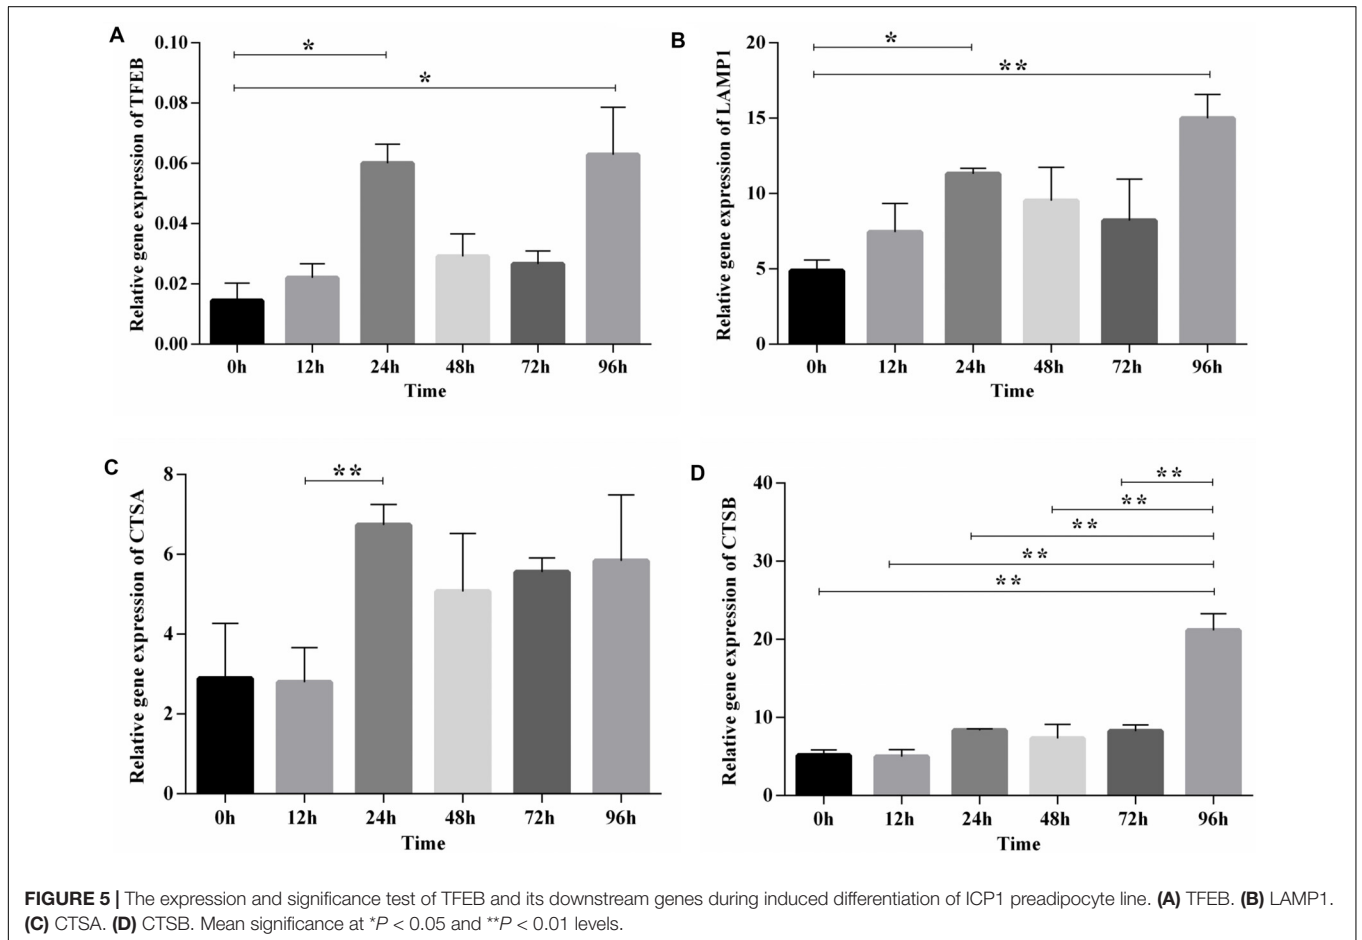 A
Relative gene expression of TFEB
0.10
0.08
0.06
0.04
0.02
0.00
*
*
0h 12h 24h 48h 72h 96h
Time
B
Relative gene expression of LAMP1
20
15
10
5
0
*
**
0h 12h 24h 48h 72h 96h
Time
C
Relative gene expression of CTSA
8
6
4
2
0
**
0h 12h 24h 48h 72h 96h
Time
D
Relative gene expression of CTSB
40
30
20
10
0
**
**
**
**
**
0h 12h 24h 48h 72h 96h
Time
FIGURE 5 | The expression and significance test of TFEB and its downstream genes during induced differentiation of ICP1 preadipocyte line. (A) TFEB. (B) LAMP1.
(C) CTSA. (D) CTSB. Mean significance at *P < 0.05 and **P < 0.01 levels.